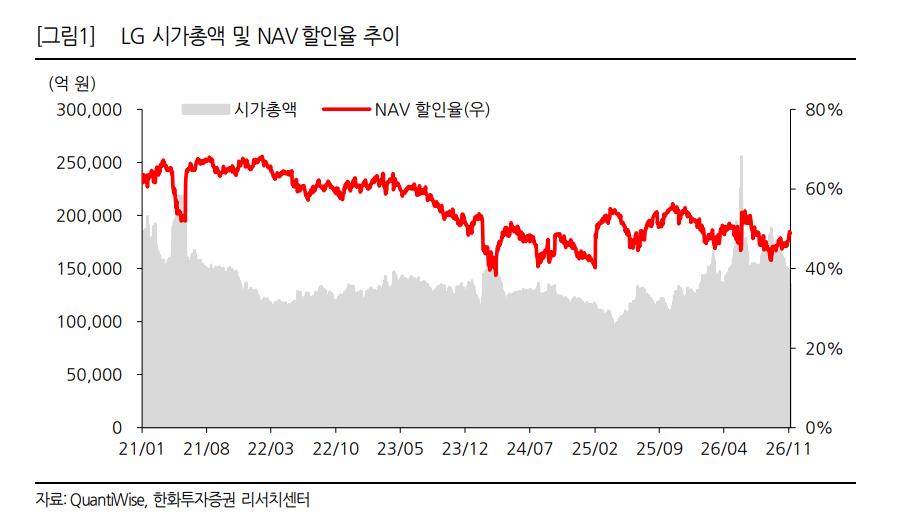 [그림1] LG 시가총액 및 NAV 할인율 추이
(억 원)
시가총액 NAV 할인율(우)
300,000 80%
250,000
60%
200,000
150,000 40%
100,000
20%
50,000
0 0%
21/01 21/08 22/03 22/10 23/05 23/12 24/07 25/02 25/09 26/04 26/11
자료: QuantiWise, 한화투자증권 리서치센터